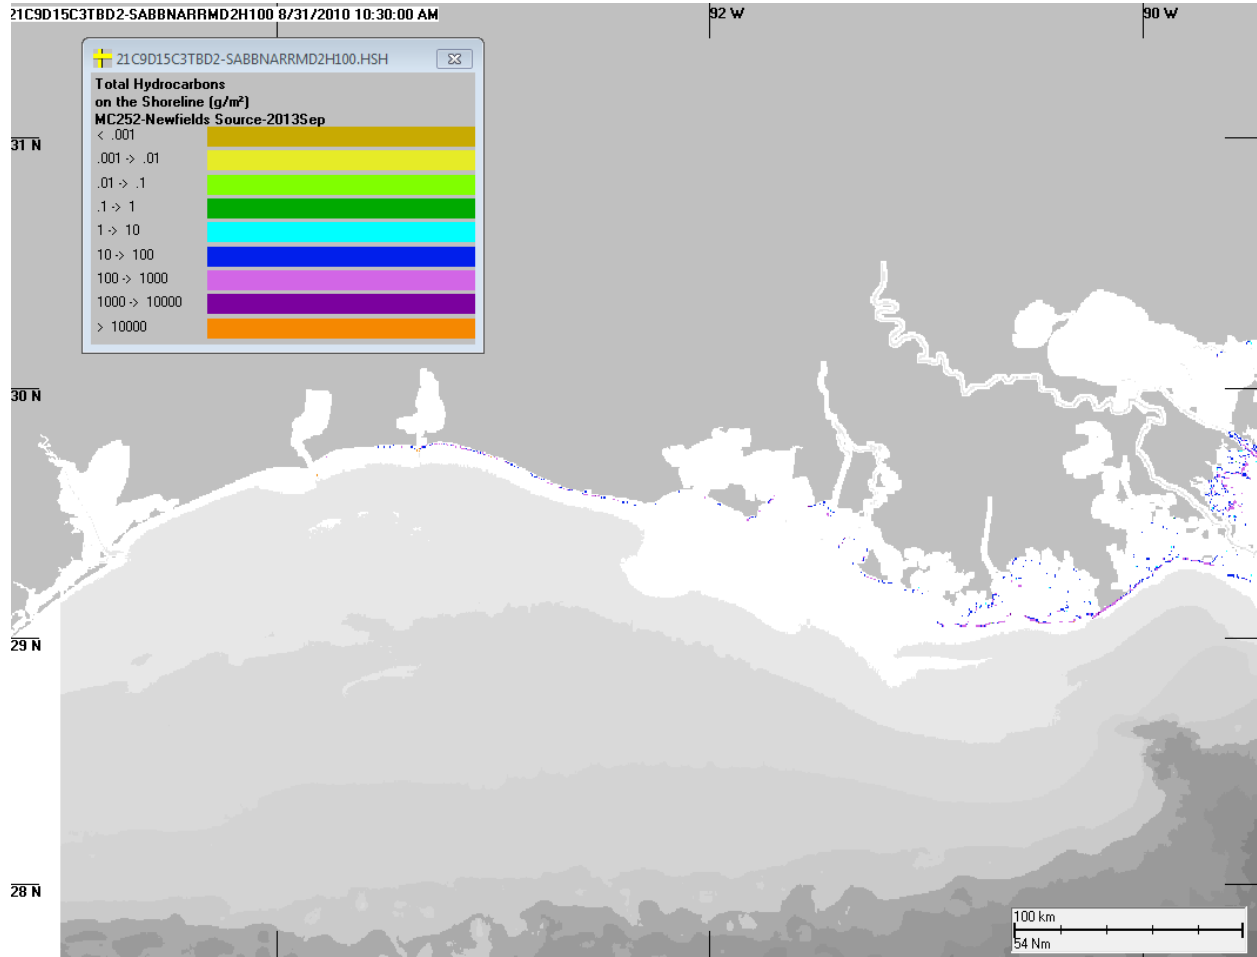 21C9D15C3TBD2-SABBNARRMD2H100 8/31/2010 10:30:00 AM
92 W
90 W
21C9D15C3TBD2-SABBNARRMD2H100.HSH
Total Hydrocarbons
on the Shoreline (g/m²)
MC252-Newfields Source-2013Sep
< .001
.001 -> .01
.01 -> .1
.1 -> 1
1 -> 10
10 -> 100
100 -> 1000
1000 -> 10000
> 10000
31 N
30 N
29 N
28 N
100 km
54 Nm